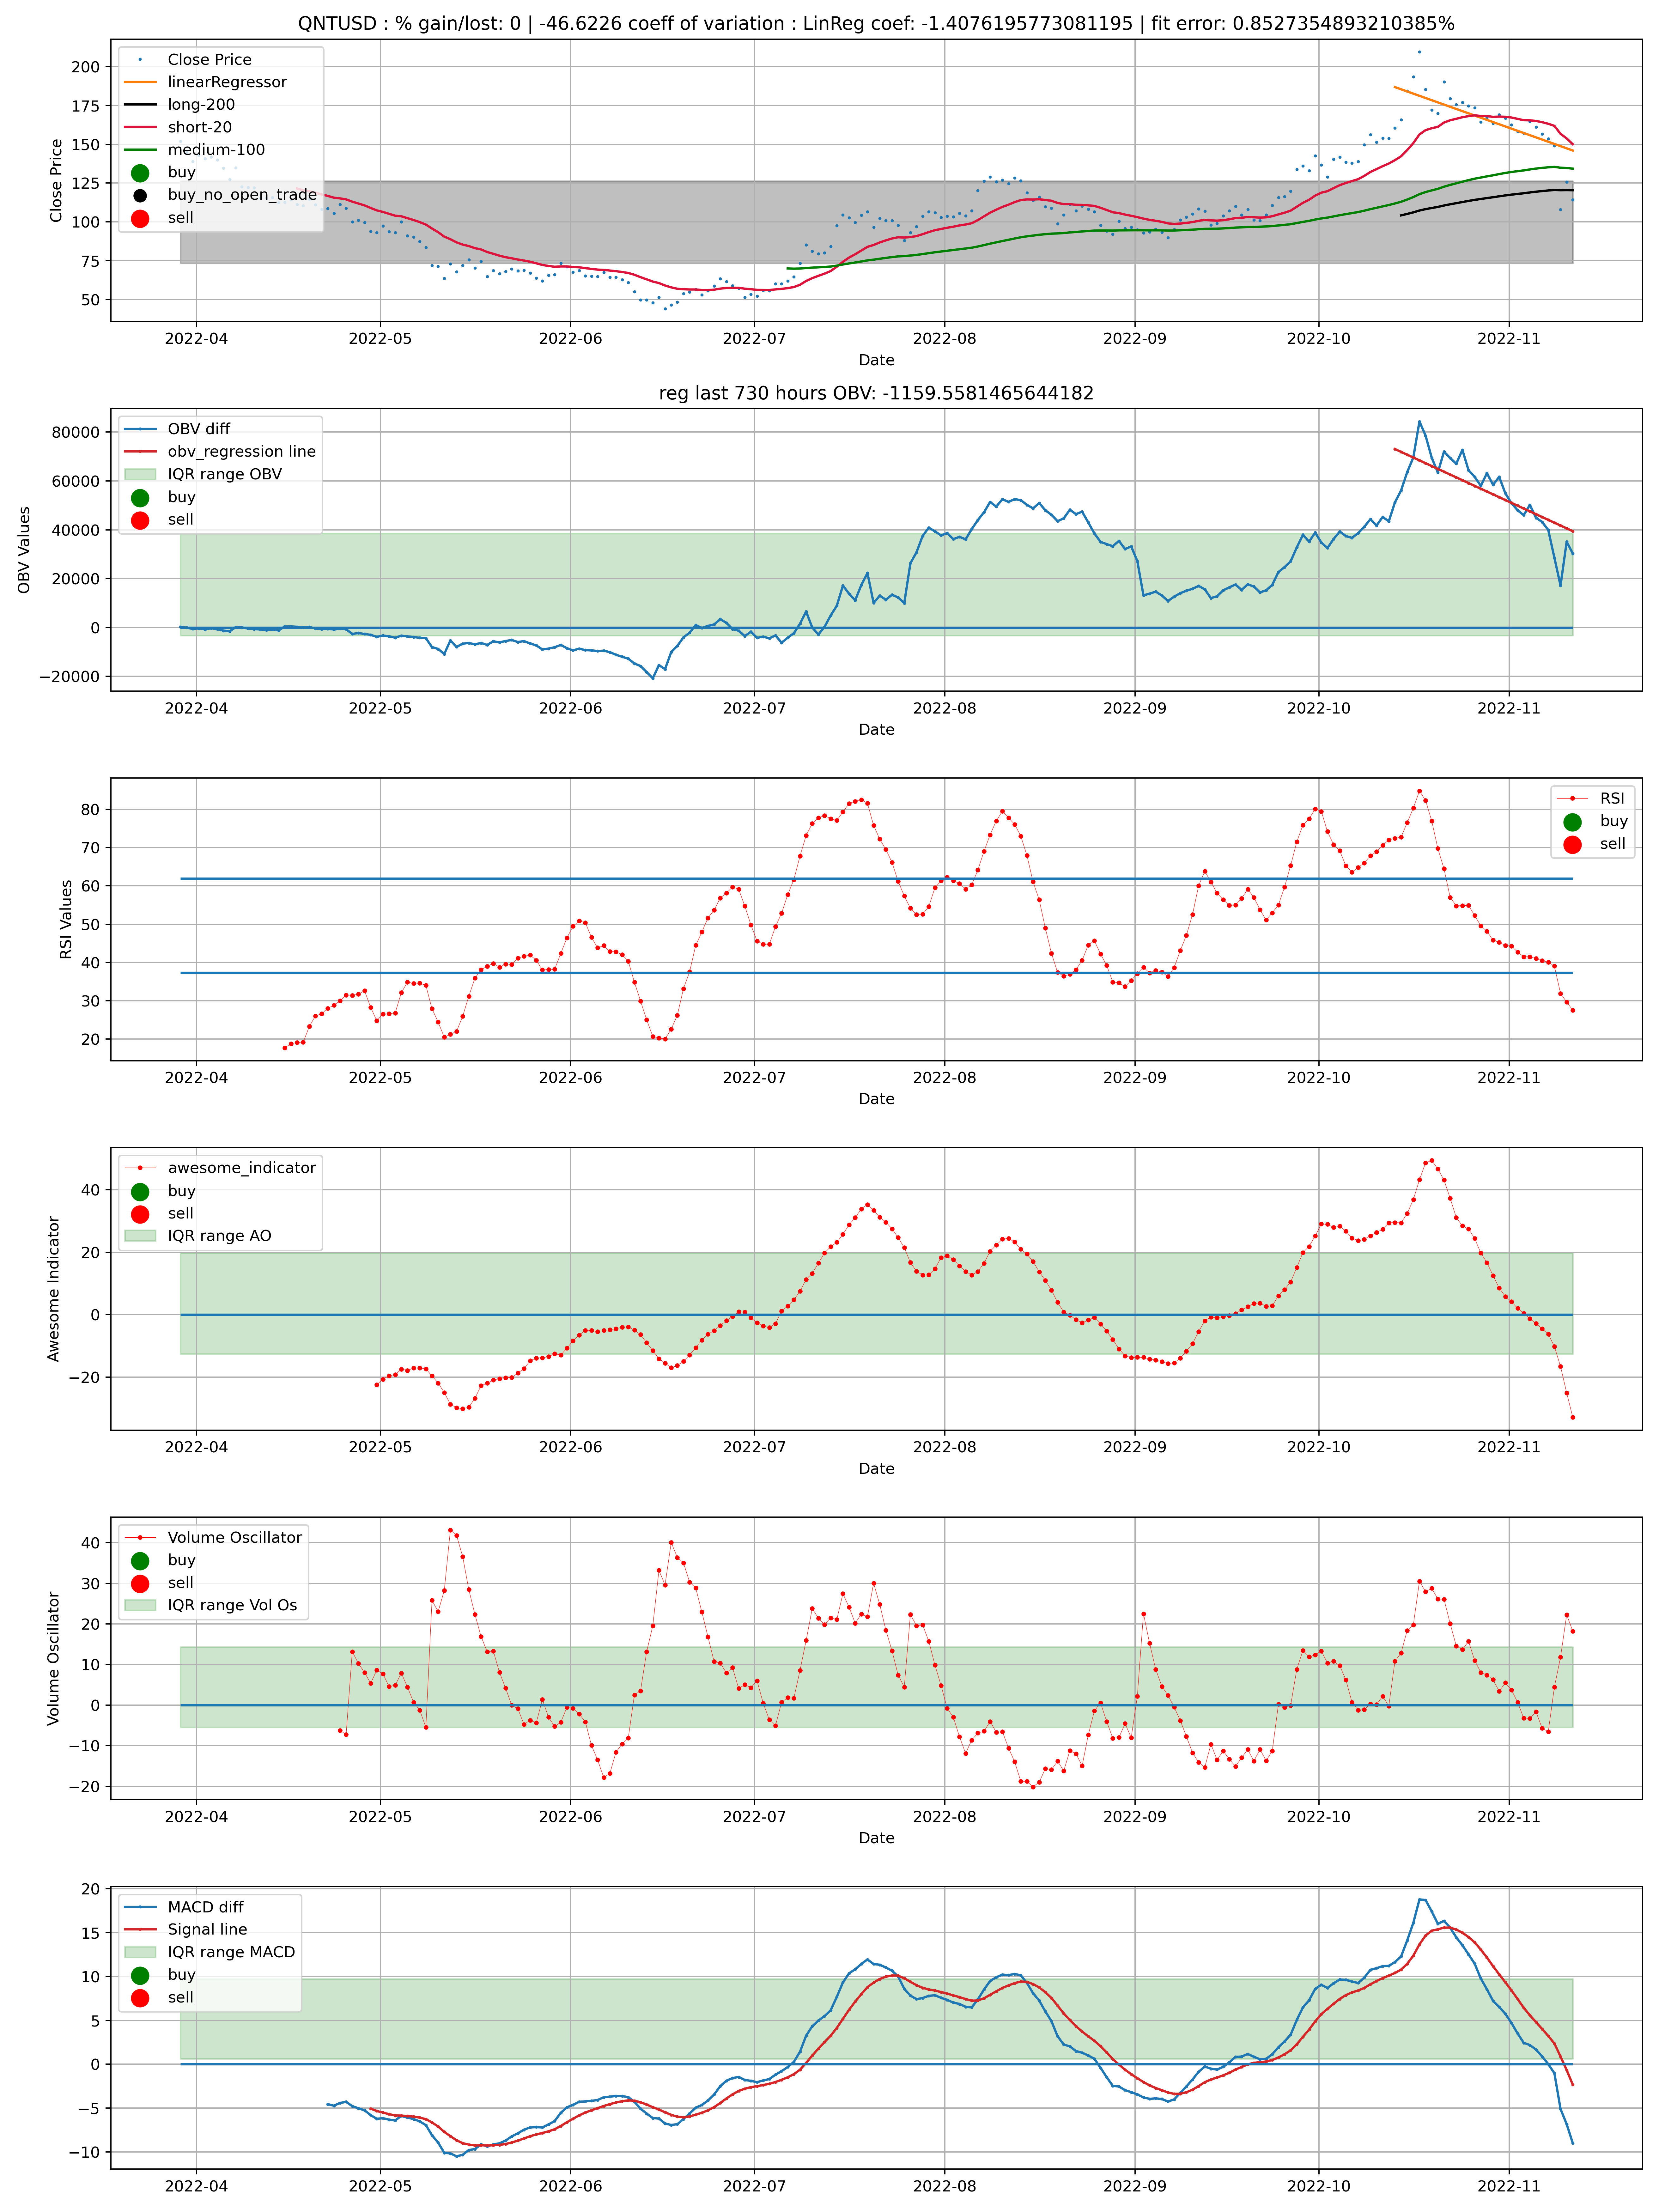 QNTUSD : % gain/lost: 0 | -46.6226 coeff of variation : LinReg coef: -1.4076195773081195 | fit error: 0.8527354893210385%
Close Price
200
175
150
125
100
75
50
Close Price
linearRegressor
long-200
short-20
medium-100
buy
buy_no_open_trade
sell
2022-04 2022-05 2022-06 2022-07 2022-08 2022-09 2022-10 2022-11
Date
reg last 730 hours OBV: -1159.5581465644182
OBV Values
80000
60000
40000
20000
0
−20000
OBV diff
obv_regression line
IQR range OBV
buy
sell
2022-04 2022-05 2022-06 2022-07 2022-08 2022-09 2022-10 2022-11
Date
RSI Values
80
70
60
50
40
30
20
RSI
buy
sell
2022-04 2022-05 2022-06 2022-07 2022-08 2022-09 2022-10 2022-11
Date
Awesome Indicator
40
20
0
−20
awesome_indicator
buy
sell
IQR range AO
2022-04 2022-05 2022-06 2022-07 2022-08 2022-09 2022-10 2022-11
Date
Volume Oscillator
40
30
20
10
0
−10
−20
Volume Oscillator
buy
sell
IQR range Vol Os
2022-04 2022-05 2022-06 2022-07 2022-08 2022-09 2022-10 2022-11
Date
20
15
10
5
0
−5
−10
MACD diff
Signal line
IQR range MACD
buy
sell
2022-04 2022-05 2022-06 2022-07 2022-08 2022-09 2022-10 2022-11